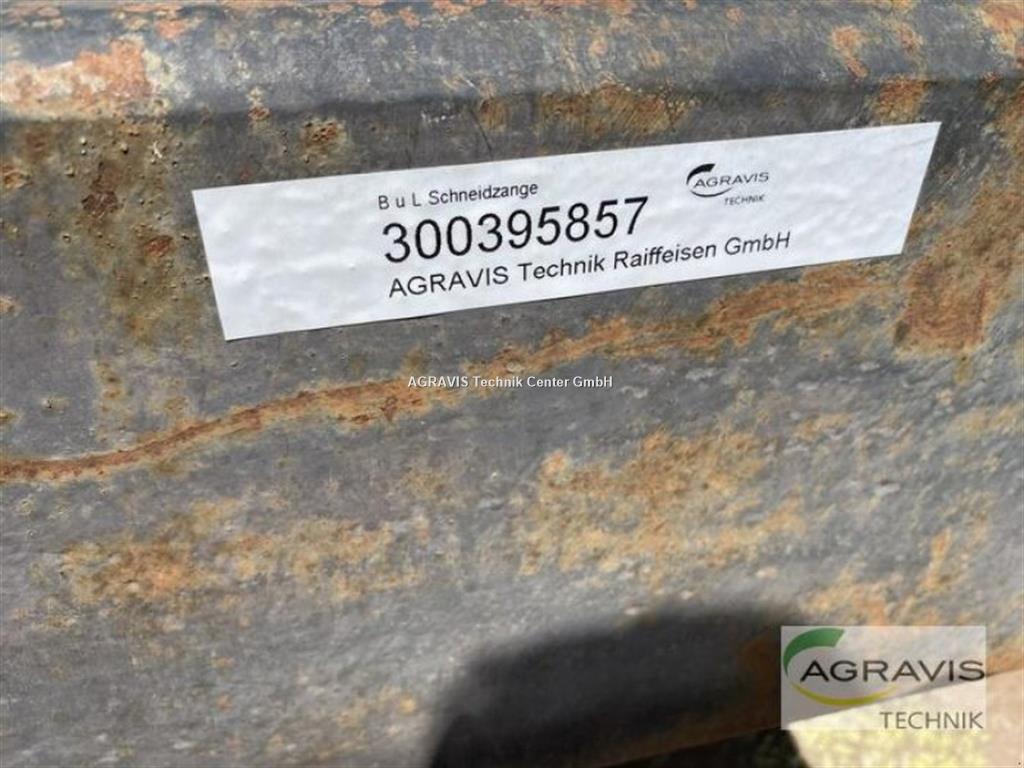 B u L Schneidzange
AGRAVIS
TECHNIK
300395857
AGRAVIS Technik Raiffeisen GmbH
AGRAVIS Technik Center GmbH
AGRAVIS
TECHNIK